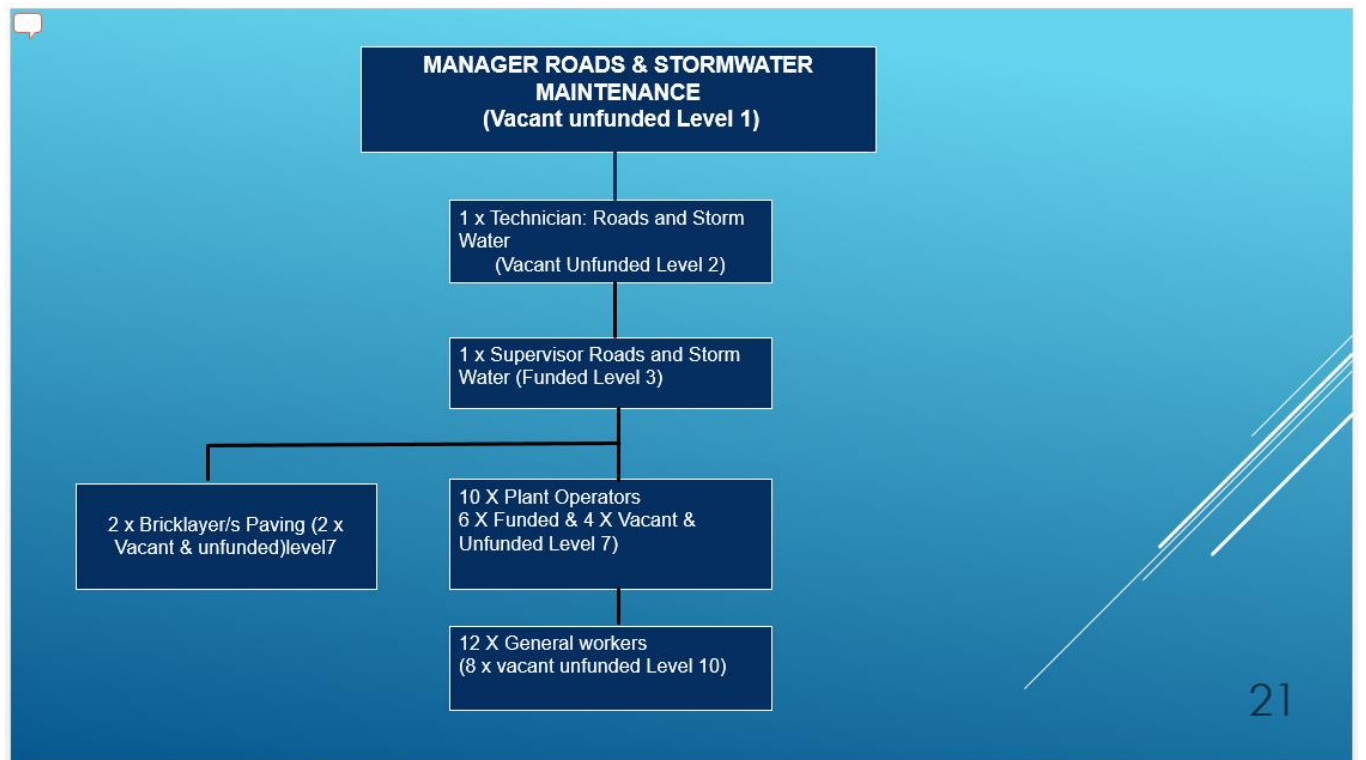 MANAGER ROADS & STORMWATER
MAINTENANCE
(Vacant unfunded Level 1)
1 x Technician: Roads and Storm
Water
(Vacant Unfunded Level 2)
1 x Supervisor Roads and Storm
Water (Funded Level 3)
2 x Bricklayer/s Paving (2 x
Vacant & unfunded)level7
10 X Plant Operators
6 X Funded & 4 X Vacant &
Unfunded Level 7)
12 X General workers
(8 x vacant unfunded Level 10)
21